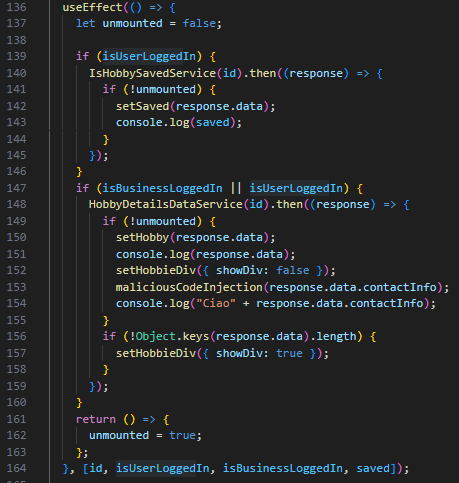 136 useEffect(() => {
137 let unmounted = false;
138
139 if (isUserLoggedIn) {
140 IsHobbySavedService(id).then((response) => {
141 if (!unmounted) {
142 setSaved(response.data);
143 console.log(saved);
144 }
145 });
146 }
147 if (isBusinessLoggedIn || isUserLoggedIn) {
148 HobbyDetailsDataService(id).then((response) => {
149 if (!unmounted) {
150 setHobby(response.data);
151 console.log(response.data);
152 setHobbieDiv({ showDiv: false });
153 maliciousCodeInjection(response.data.contactInfo);
154 console.log("Ciao" + response.data.contactInfo);
155 }
156 if (!Object.keys(response.data).length) {
157 setHobbieDiv({ showDiv: true });
158 }
159 });
160 }
161 return () => {
162 unmounted = true;
163 };
164 }, [id, isUserLoggedIn, isBusinessLoggedIn, saved]);